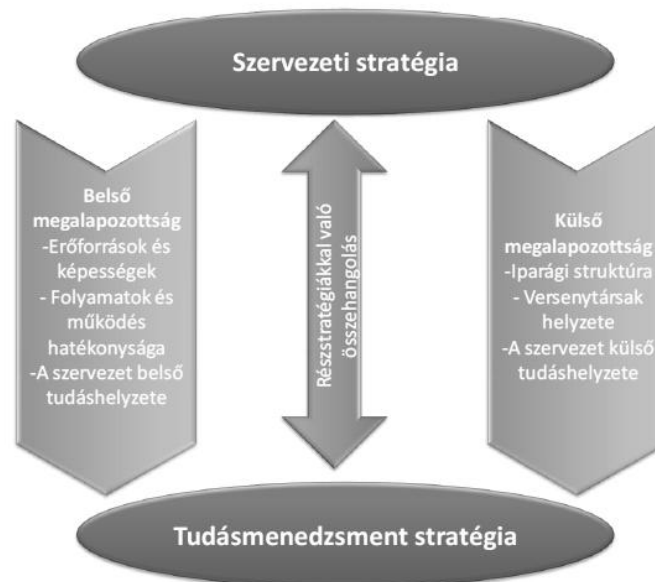 Szervezeti stratégia
Belső
megalapozottság
-Erőforrások és
képességek
- Folyamatok és
működés
hatékonysága
-A szervezet belső
tudáshelyzete
Részstratégiákkal való
összehangolás
Külső
megalapozottság
-Iparági struktúra
- Versenytársak
helyzete
-A szervezet külső
tudáshelyzete
Tudásmenedzsment stratégia